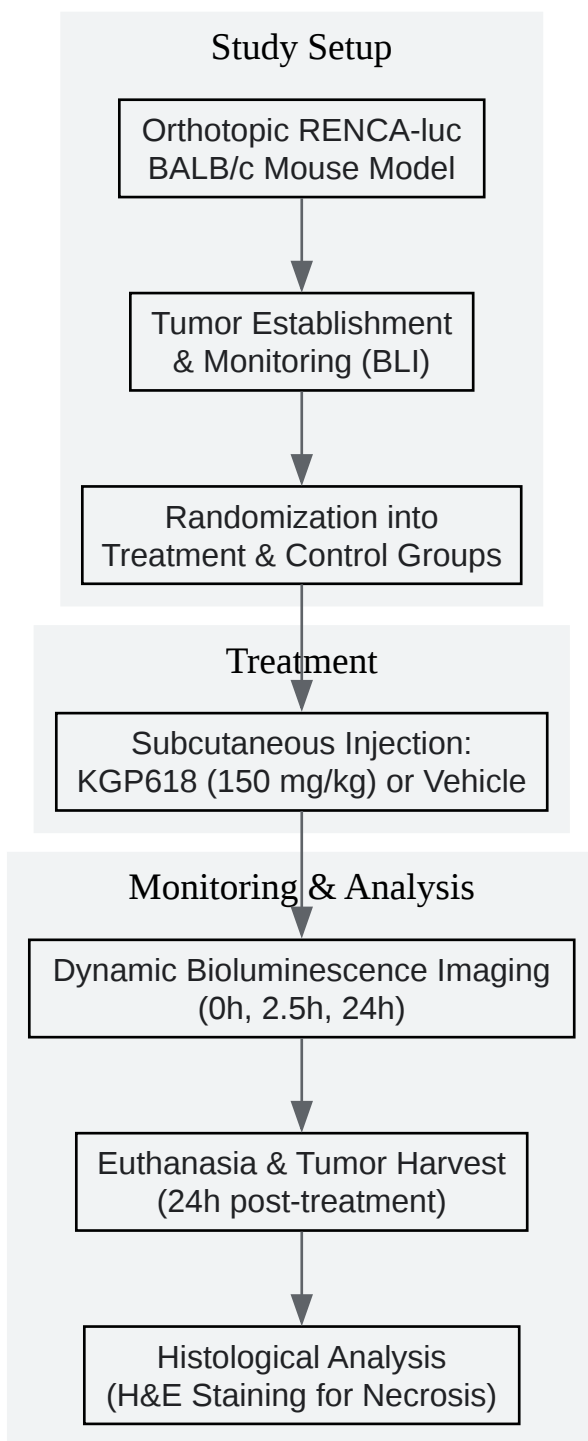 Study Setup
Orthotopic RENCA-luc
BALB/c Mouse Model
Tumor Establishment
& Monitoring (BLI)
Randomization into
Treatment & Control Groups
Treatment
Subcutaneous Injection:
KGP618 (150 mg/kg) or Vehicle
Monitoring & Analysis
Dynamic Bioluminescence Imaging
(0h, 2.5h, 24h)
Euthanasia & Tumor Harvest
(24h post-treatment)
Histological Analysis
(H&E Staining for Necrosis)